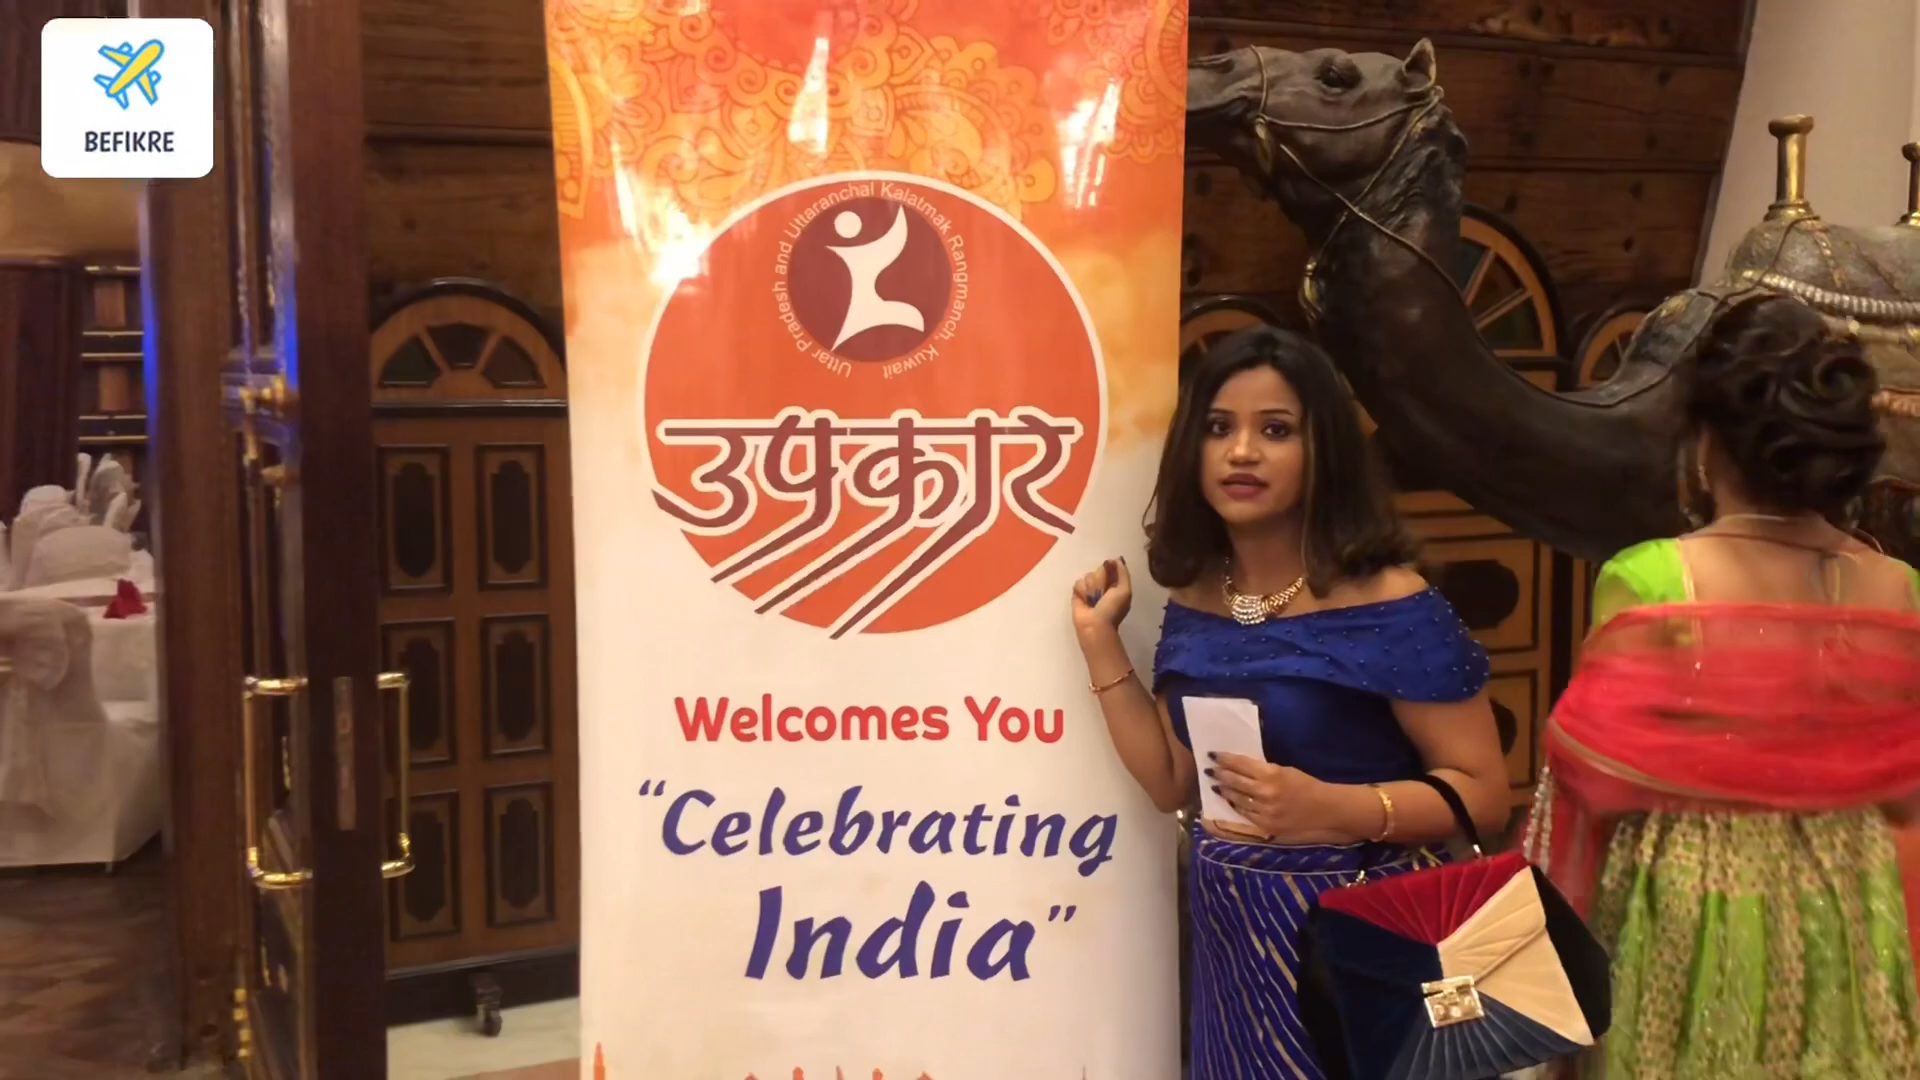 BEFIKRE
Uttar Pradesh and Uttaranchal Kalatmak Rangmanch, Kuwait
उपकार
Welcomes You
“Celebrating
India”